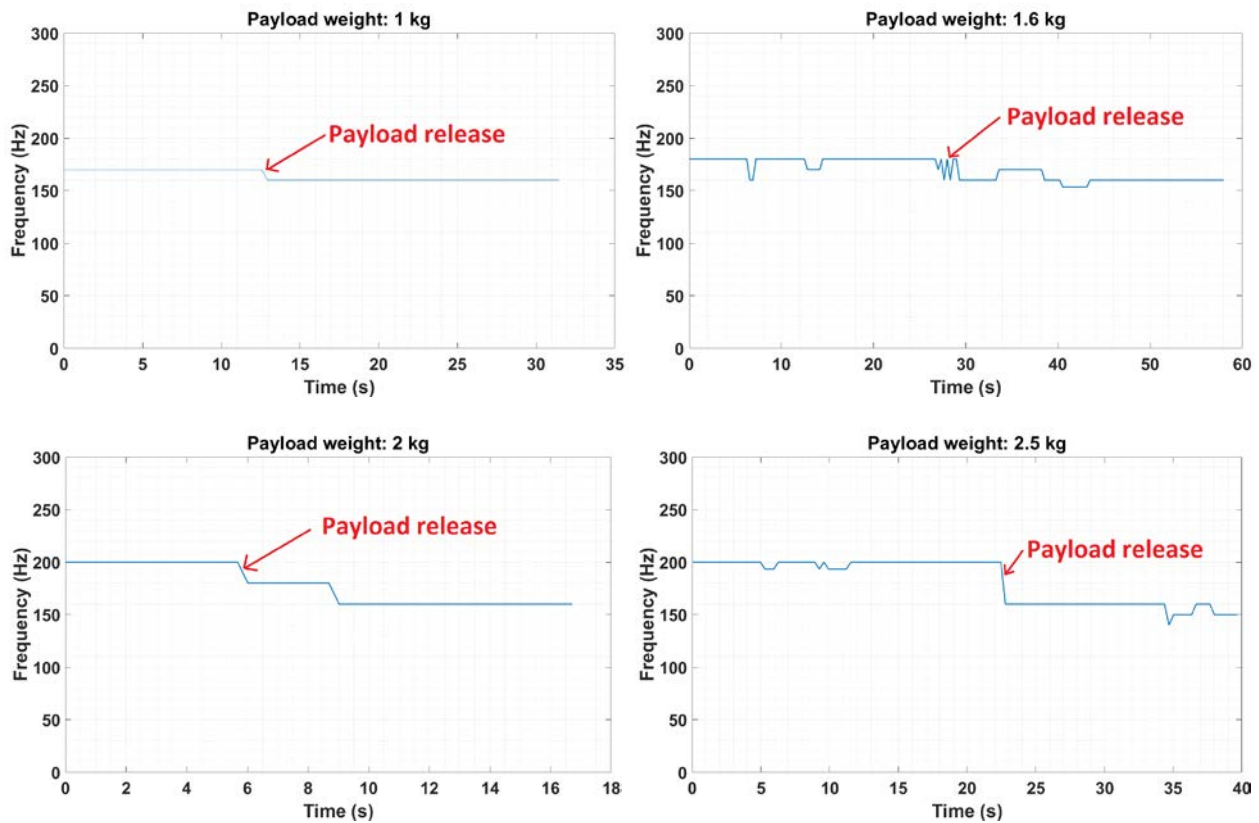 Payload weight: 1 kg
300
250
200
150
100
50
0
Frequency (Hz)
Payload release
0 5 10 15 20 25 30 35
Time (s)
Payload weight: 1.6 kg
300
250
200
150
100
50
0
Frequency (Hz)
Payload release
0 10 20 30 40 50 60
Time (s)
Payload weight: 2 kg
300
250
200
150
100
50
0
Frequency (Hz)
Payload release
0 2 4 6 8 10 12 14 16 18
Time (s)
Payload weight: 2.5 kg
300
250
200
150
100
50
0
Frequency (Hz)
Payload release
0 5 10 15 20 25 30 35 40
Time (s)